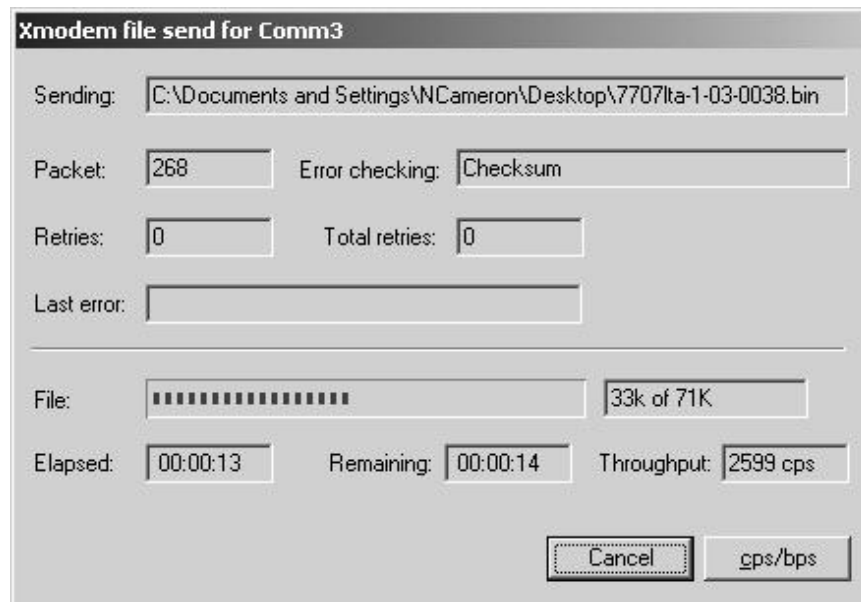 Xmodem file send for Comm3
Sending: C:\Documents and Settings\NCameron\Desktop\7707lta-1-03-0038.bin
Packet: 268 Error checking: Checksum
Retries: 0 Total retries: 0
Last error:
File: 33k of 71K
Elapsed: 00:00:13 Remaining: 00:00:14 Throughput: 2599 cps
Cancel cps/bps